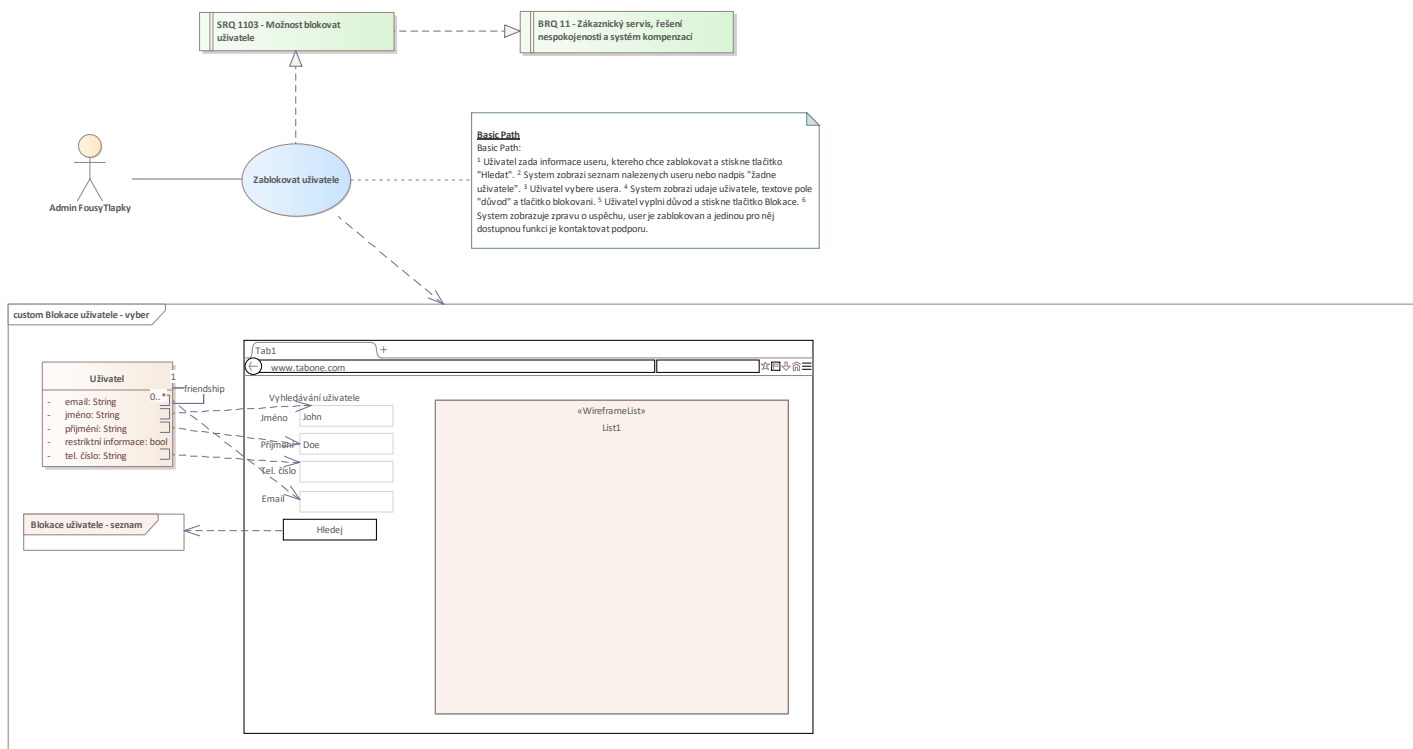 SRQ 1103 - Možnost blokovat
uživatele
BRQ 11 - Zákaznický servis, řešení
nespokojenosti a systém kompenzací
Basic Path
Basic Path:
¹ Uživatel zada informace useru, ktereho chce zablokovat a stiskne tlačitko
"Hledat". ² System zobrazi seznam nalezenych useru nebo nadpis "žadne
uživatele". ³ Uživatel vybere usera. ⁴ System zobrazi udaje uživatele, textove pole
"důvod" a tlačitko blokovani. ⁵ Uživatel vyplni důvod a stiskne tlačitko Blokace. ⁶
System zobrazuje zpravu o uspěchu, user je zablokovan a jedinou pro něj
dostupnou funkci je kontaktovat podporu.
Zablokovat uživatele
Admin FousyTlapky
custom Blokace uživatele - vyber
Uživatel
- email: String
- jméno: String
- přijmění: String
- restriktní informace: bool
- tel. číslo: String
1
0..*
friendship
Blokace uživatele - seznam
Tab1
+
www.tabone.com
Vyhledávání uživatele
Jméno
John
Přijmění
Doe
Tel. číslo
Email
Hledej
«WireframeList»
List1